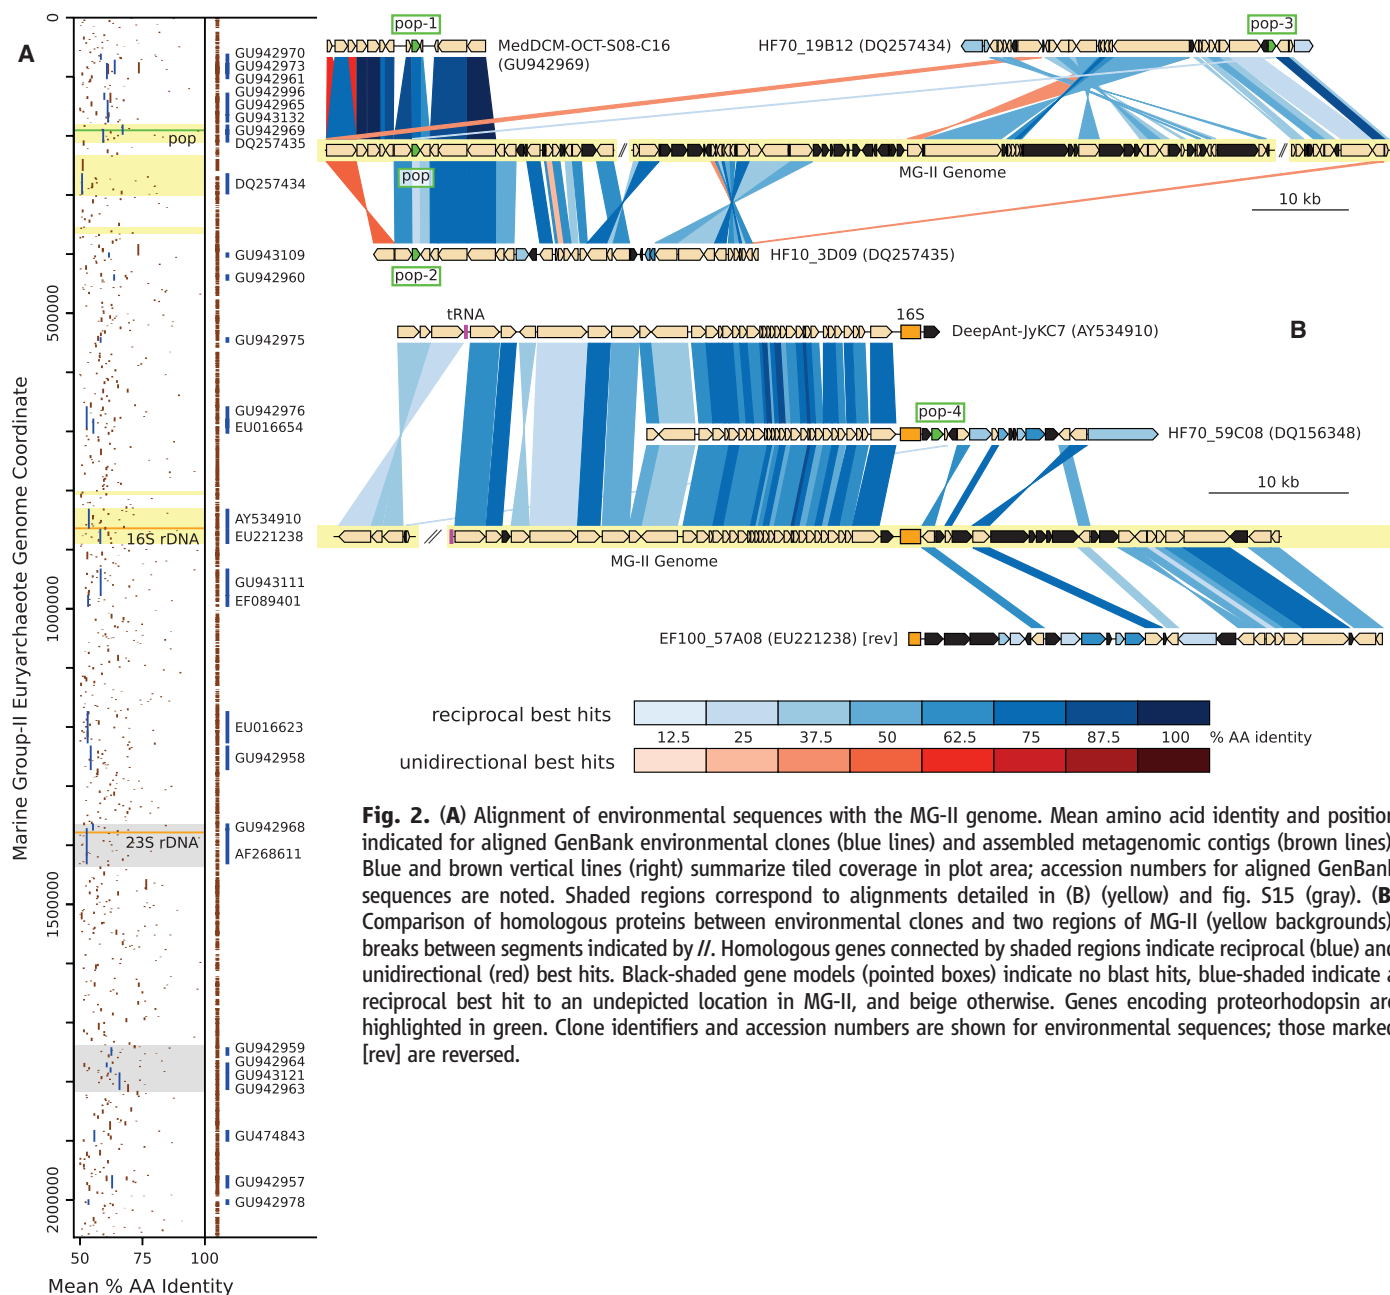 A
Marine Group-II Euryarchaeote Genome Coordinate
0
500000
1000000
1500000
2000000
50
75
100
Mean % AA Identity
pop
16S rDNA
23S rDNA
GU942970
GU942973
GU942961
GU942996
GU942965
GU943132
GU942969
DQ257435
DQ257434
GU943109
GU942960
GU942975
GU942976
EU016654
AY534910
EU221238
GU943111
EF089401
EU016623
GU942958
GU942968
AF268611
GU942959
GU942964
GU943121
GU942963
GU474843
GU942957
GU942978
pop-1
MedDCM-OCT-S08-C16
(GU942969)
HF70_19B12 (DQ257434)
pop-3
//
//
pop
MG-II Genome
10 kb
HF10_3D09 (DQ257435)
pop-2
B
tRNA
16S
DeepAnt-JyKC7 (AY534910)
pop-4
HF70_59C08 (DQ156348)
10 kb
//
MG-II Genome
EF100_57A08 (EU221238) [rev]
reciprocal best hits
12.5 25 37.5 50 62.5 75 87.5 100 % AA identity
unidirectional best hits
Fig. 2. (A) Alignment of environmental sequences with the MG-II genome. Mean amino acid identity and position
indicated for aligned GenBank environmental clones (blue lines) and assembled metagenomic contigs (brown lines)
Blue and brown vertical lines (right) summarize tiled coverage in plot area; accession numbers for aligned GenBank
sequences are noted. Shaded regions correspond to alignments detailed in (B) (yellow) and fig. S15 (gray). (B
Comparison of homologous proteins between environmental clones and two regions of MG-II (yellow backgrounds)
breaks between segments indicated by //. Homologous genes connected by shaded regions indicate reciprocal (blue) and
unidirectional (red) best hits. Black-shaded gene models (pointed boxes) indicate no blast hits, blue-shaded indicate a
reciprocal best hit to an undepicted location in MG-II, and beige otherwise. Genes encoding proteorhodopsin are
highlighted in green. Clone identifiers and accession numbers are shown for environmental sequences; those marked
[rev] are reversed.